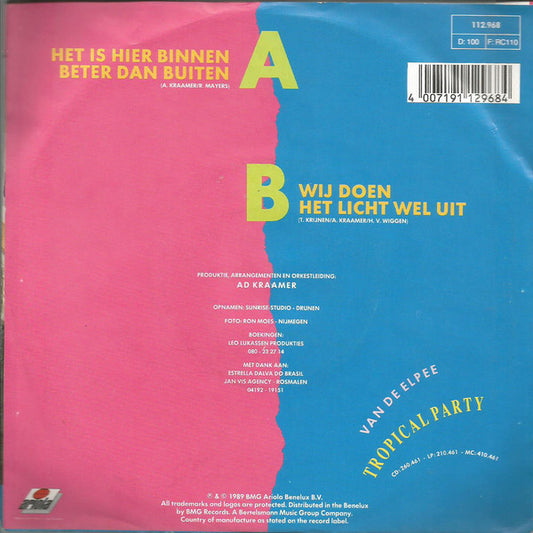 112.968
D: 100 F: RC110
HET IS HIER BINNEN
BETER DAN BUITEN
(A. KRAAMER/R. MAYERS)
A
4 007191 129684
B
WIJ DOEN
HET LICHT WEL UIT
(T. KRIJNEN/A. KRAAMER/H. V. WIGGEN)
PRODUKTIE, ARRANGEMENTEN EN ORKESTLEIDING:
AD KRAAMER
OPNAMEN: SUNRISE-STUDIO - DRUNEN
FOTO: RON MOES - NIJMEGEN
BOEKINGEN:
LEO LUKASSEN PRODUKTIES
080 - 23 27 14
MET DANK AAN:
ESTRELLA DALVA DO BRASIL
JAN VIS AGENCY - ROSMALEN
04192 - 19151
VAN DE ELPEE
TROPICAL PARTY
CD: 260.461 - LP: 210.461 - MC: 410.461
ariola
℗ & © 1989 BMG Ariola Benelux B.V.
All trademarks and logos are protected. Distributed in the Benelux
by BMG Records. A Bertelsmann Music Group Company.
Country of manufacture as stated on the record label.